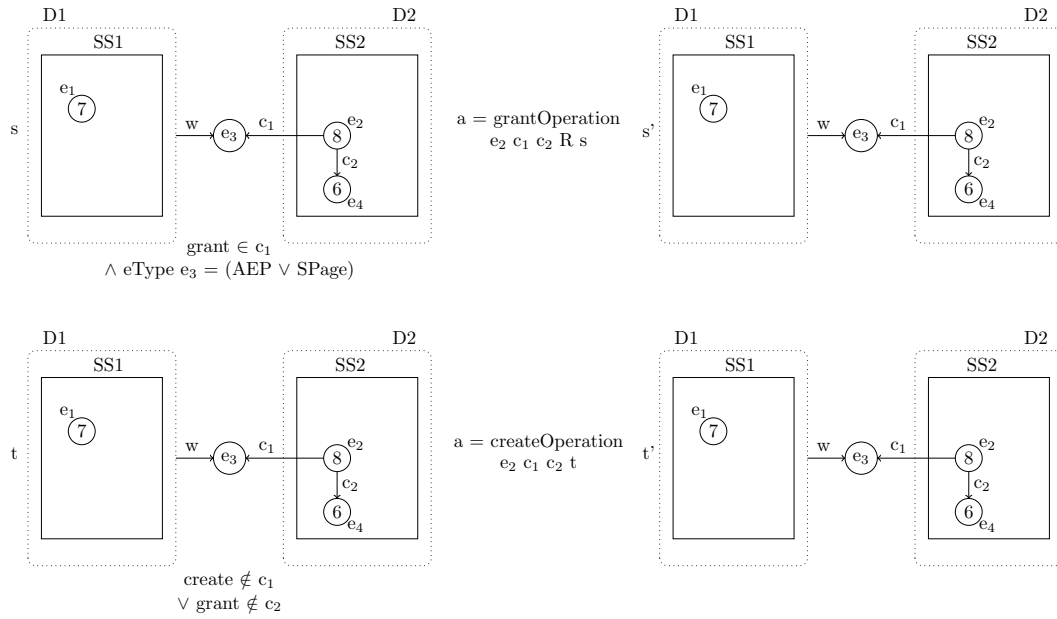 D1 D2 D1 D2
SS1 SS2 SS1 SS2
e1 e1
7 7
s w e3 c1 8 e2 a = grantOperation s' w e3 c1 8 e2
e2 c1 c2 R s
c2 c2
6 6
e4 e4
grant ∈ c1
∧ eType e3 = (AEP ∨ SPage)
D1 D2 D1 D2
SS1 SS2 SS1 SS2
e1 e1
7 7
t w e3 c1 8 e2 a = createOperation t' w e3 c1 8 e2
e2 c1 c2 t
c2 c2
6 6
e4 e4
create ∉ c1
∨ grant ∉ c2